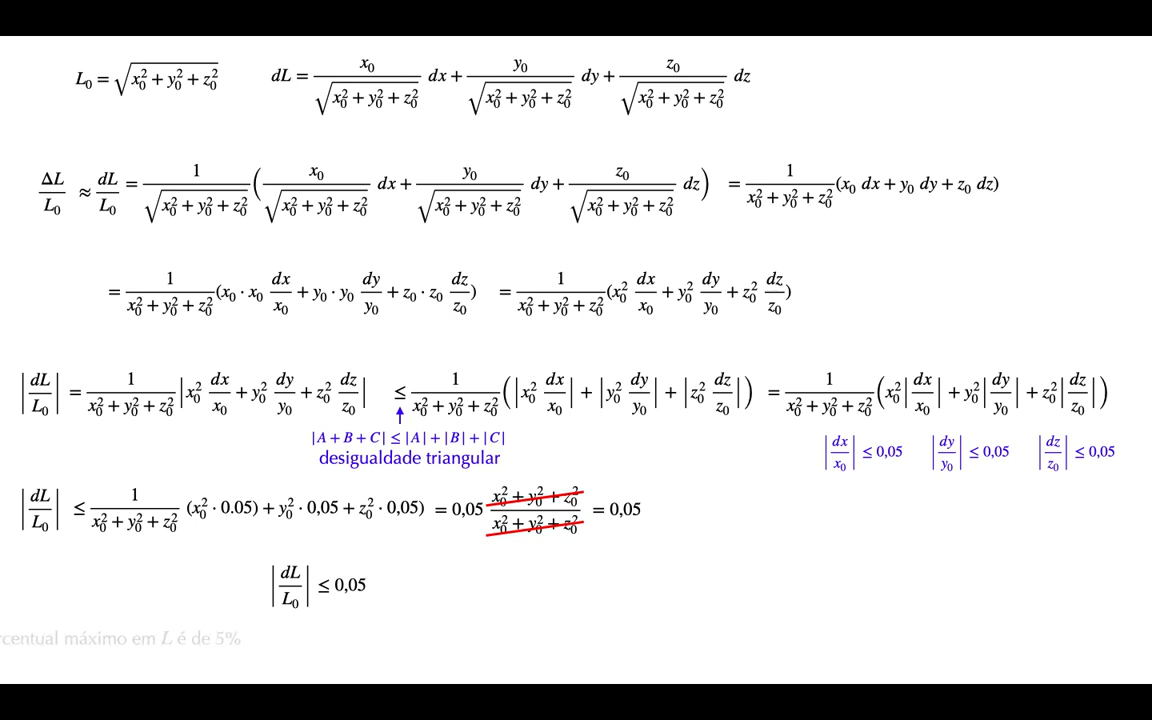 L₀ = √(x₀² + y₀² + z₀²)   dL = x₀/√(x₀² + y₀² + z₀²) dx + y₀/√(x₀² + y₀² + z₀²) dy + z₀/√(x₀² + y₀² + z₀²) dz
ΔL/L₀ ≈ dL/L₀ = 1/√(x₀² + y₀² + z₀²) (x₀/√(x₀² + y₀² + z₀²) dx + y₀/√(x₀² + y₀² + z₀²) dy + z₀/√(x₀² + y₀² + z₀²) dz) = 1/(x₀² + y₀² + z₀²) (x₀ dx + y₀ dy + z₀ dz)
= 1/(x₀² + y₀² + z₀²) (x₀ · x₀ dx/x₀ + y₀ · y₀ dy/y₀ + z₀ · z₀ dz/z₀) = 1/(x₀² + y₀² + z₀²) (x₀² dx/x₀ + y₀² dy/y₀ + z₀² dz/z₀)
|dL/L₀| = 1/(x₀² + y₀² + z₀²) |x₀² dx/x₀ + y₀² dy/y₀ + z₀² dz/z₀| ≤ 1/(x₀² + y₀² + z₀²) (|x₀² dx/x₀| + |y₀² dy/y₀| + |z₀² dz/z₀|) = 1/(x₀² + y₀² + z₀²) (x₀² |dx/x₀| + y₀² |dy/y₀| + z₀² |dz/z₀|)
|A + B + C| ≤ |A| + |B| + |C|
desigualdade triangular
|dx/x₀| ≤ 0,05   |dy/y₀| ≤ 0,05   |dz/z₀| ≤ 0,05
|dL/L₀| ≤ 1/(x₀² + y₀² + z₀²) (x₀² · 0.05) + y₀² · 0,05 + z₀² · 0,05) = 0,05 (x₀² + y₀² + z₀²)/(x₀² + y₀² + z₀²) = 0,05
|dL/L₀| ≤ 0,05
máximo em L é de 5%